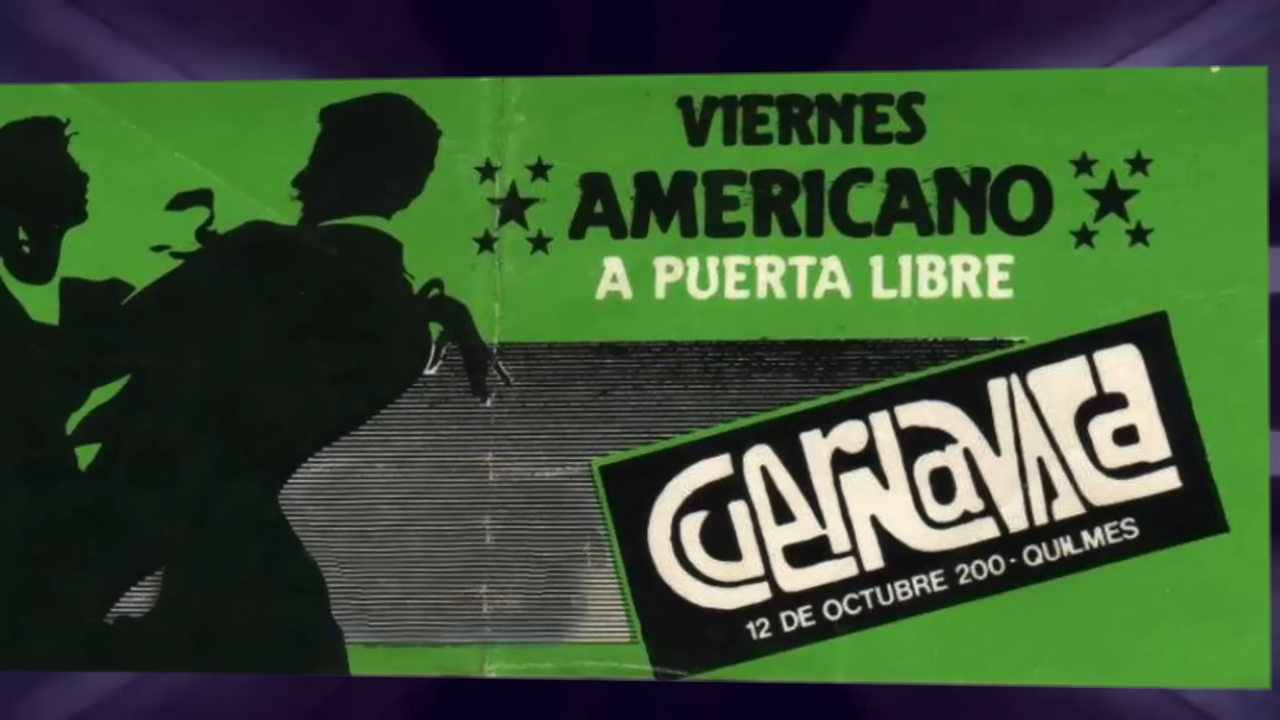 VIERNES
AMERICANO
A PUERTA LIBRE
CUERNAVACA
12 DE OCTUBRE 200 - QUILMES